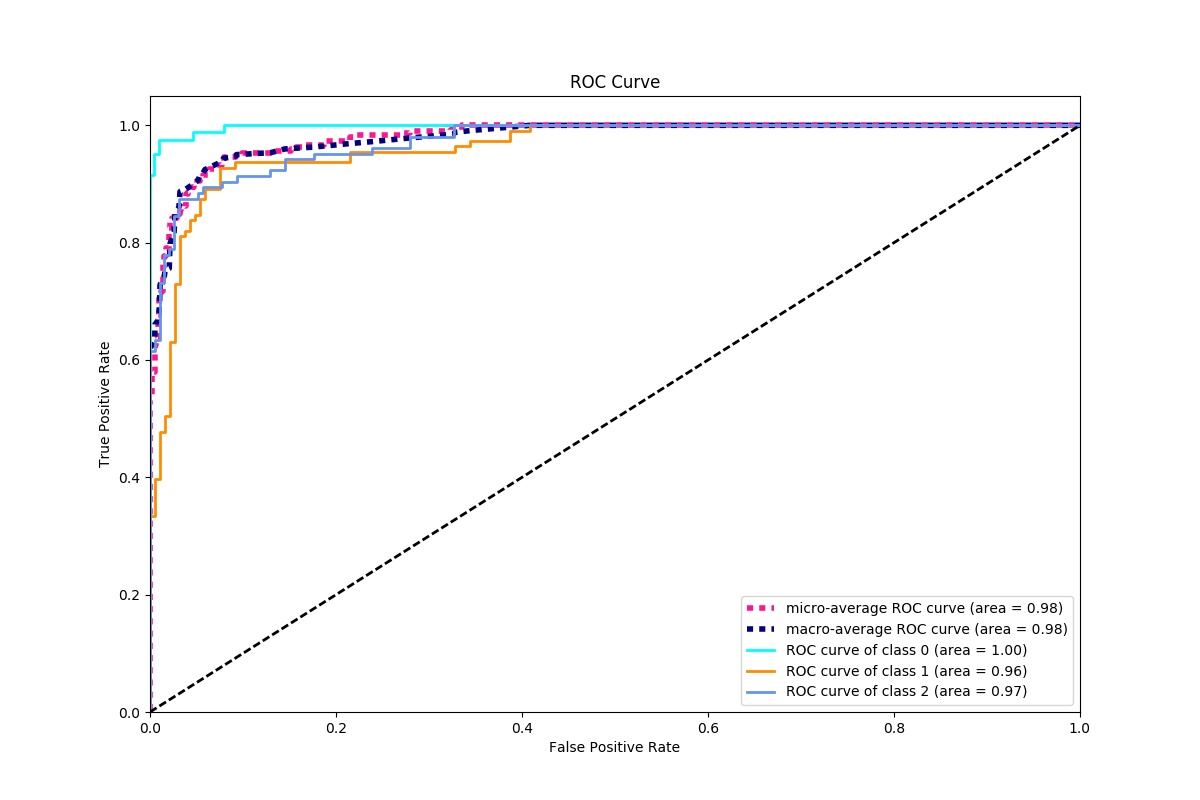 ROC Curve
True Positive Rate
1.0
0.8
0.6
0.4
0.2
0.0
micro-average ROC curve (area = 0.98)
macro-average ROC curve (area = 0.98)
ROC curve of class 0 (area = 1.00)
ROC curve of class 1 (area = 0.96)
ROC curve of class 2 (area = 0.97)
0.0 0.2 0.4 0.6 0.8 1.0
False Positive Rate